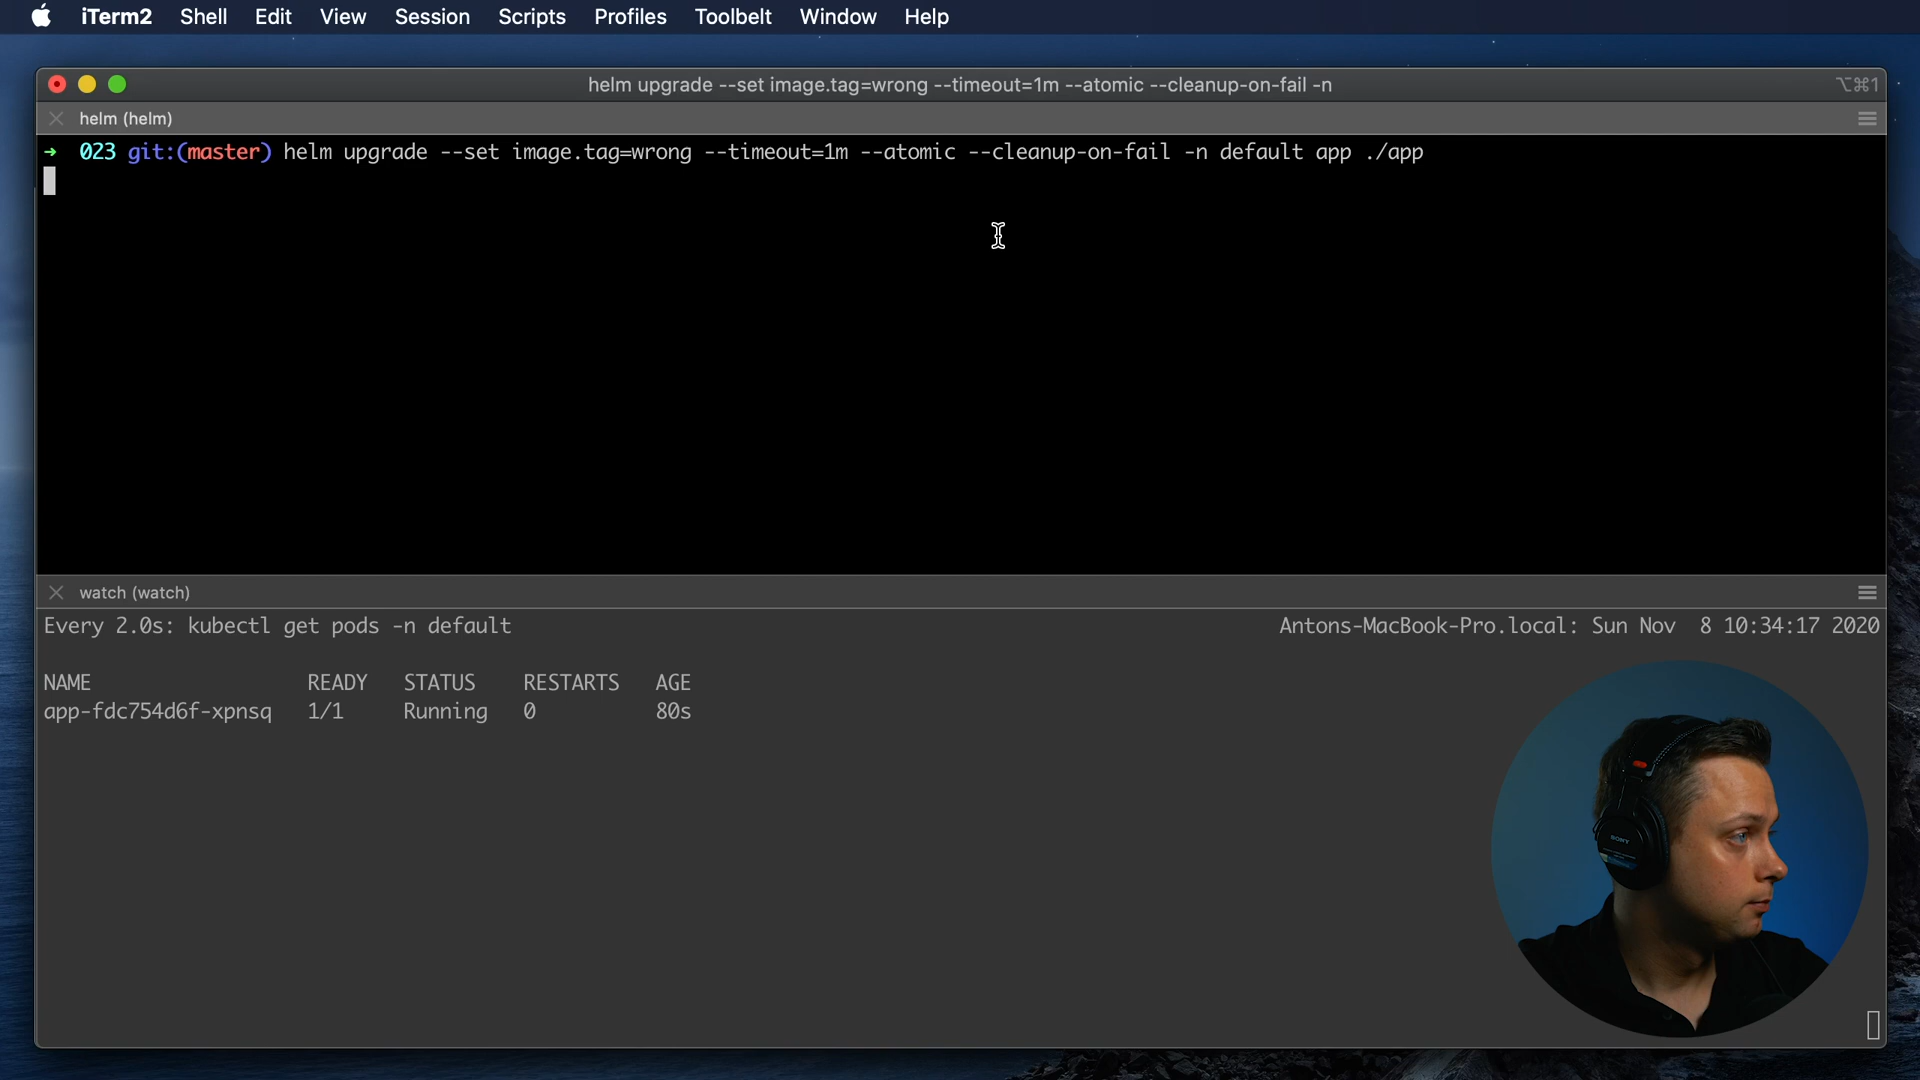 iTerm2 Shell Edit View Session Scripts Profiles Toolbelt Window Help
helm upgrade --set image.tag=wrong --timeout=1m --atomic --cleanup-on-fail -n
⌥⌘1
helm (helm)
➜ 023 git:(master) helm upgrade --set image.tag=wrong --timeout=1m --atomic --cleanup-on-fail -n default app ./app
watch (watch)
Every 2.0s: kubectl get pods -n default
Antons-MacBook-Pro.local: Sun Nov 8 10:34:17 2020
NAME READY STATUS RESTARTS AGE
app-fdc754d6f-xpnsq 1/1 Running 0 80s
SONY